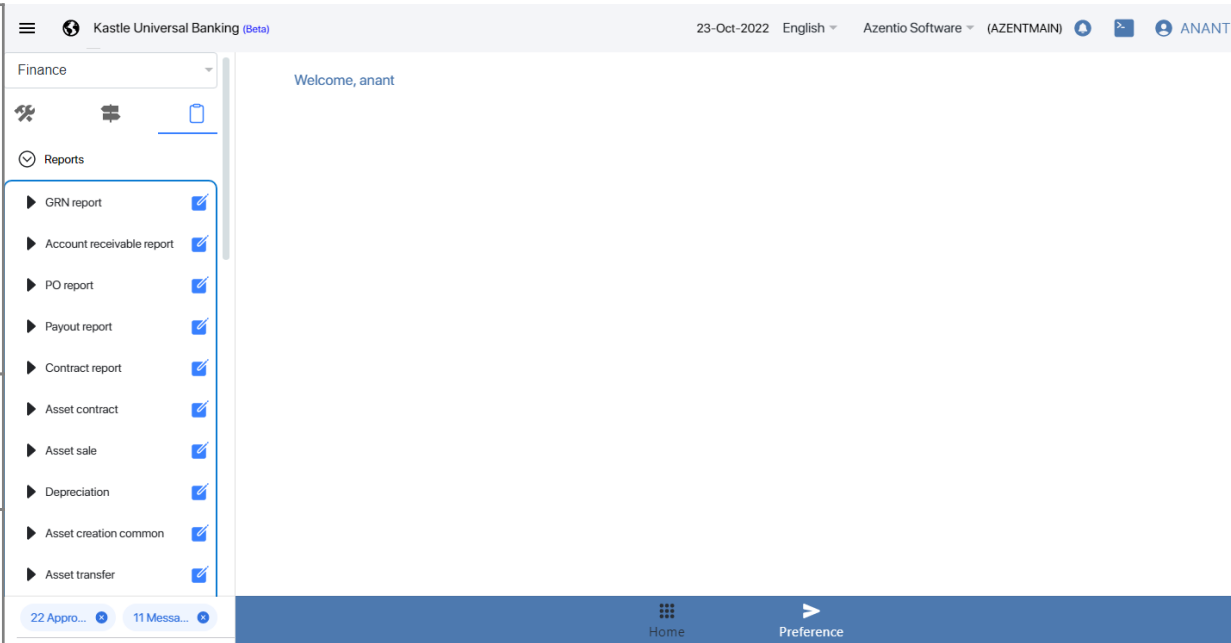 Kastle Universal Banking (Beta)
23-Oct-2022 English Azentio Software (AZENTMAIN) ANANT
Finance
Welcome, anant
Reports
GRN report
Account receivable report
PO report
Payout report
Contract report
Asset contract
Asset sale
Depreciation
Asset creation common
Asset transfer
22 Appro... 11 Messa...
Home
Preference